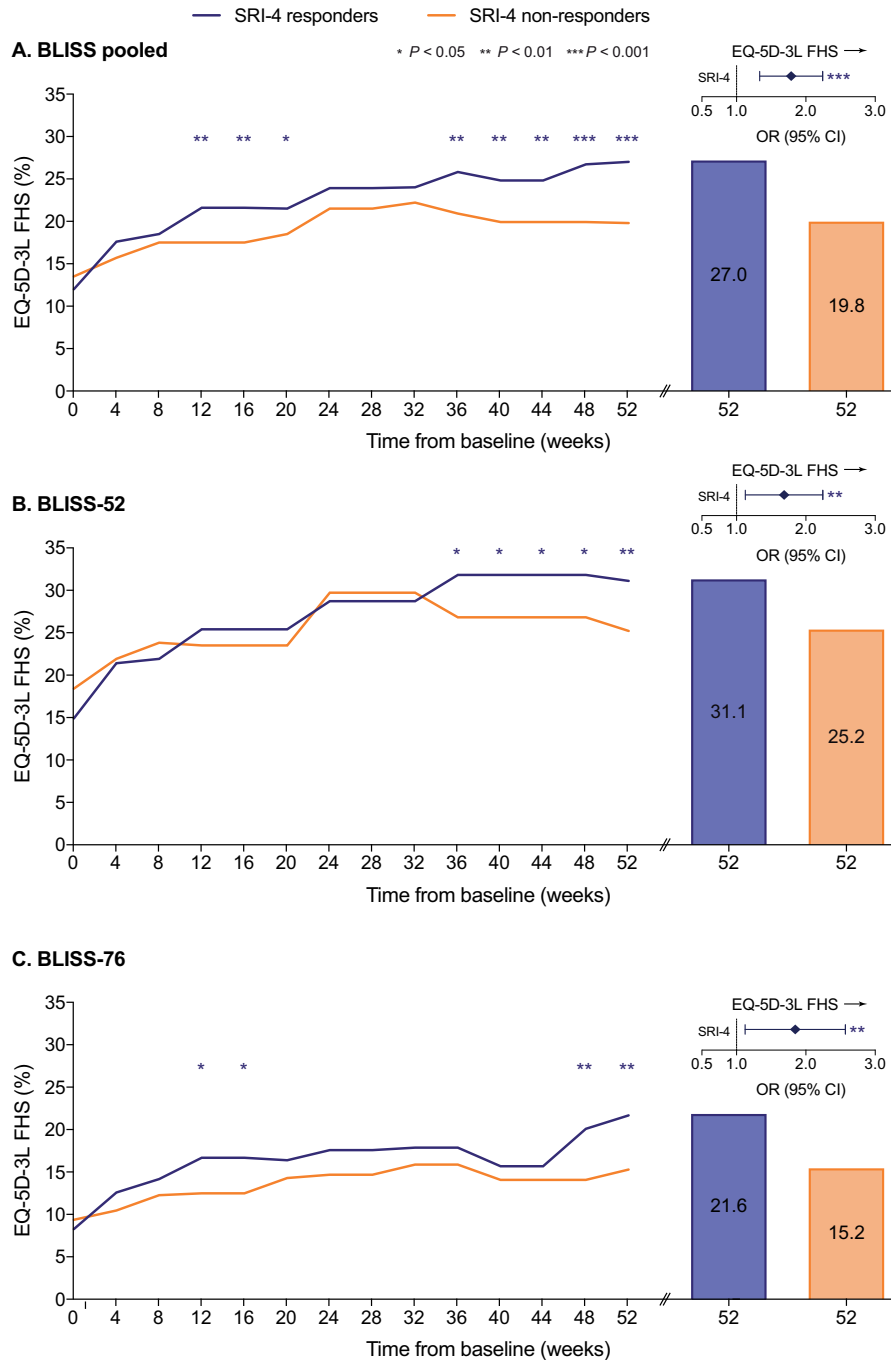 SRI-4 responders SRI-4 non-responders
A. BLISS pooled
* P < 0.05 ** P < 0.01 ***P < 0.001
EQ-5D-3L FHS (%)
35
30
25
20
15
10
5
0
** ** * ** ** ** *** ***
0 4 8 12 16 20 24 28 32 36 40 44 48 52
Time from baseline (weeks)
EQ-5D-3L FHS →
SRI-4 ***
0.5 1.0 2.0 3.0
OR (95% CI)
27.0
19.8
52 52
B. BLISS-52
EQ-5D-3L FHS (%)
35
30
25
20
15
10
5
0
* * * * **
0 4 8 12 16 20 24 28 32 36 40 44 48 52
Time from baseline (weeks)
EQ-5D-3L FHS →
SRI-4 **
0.5 1.0 2.0 3.0
OR (95% CI)
31.1
25.2
52 52
C. BLISS-76
EQ-5D-3L FHS (%)
35
30
25
20
15
10
5
0
* * ** **
0 4 8 12 16 20 24 28 32 36 40 44 48 52
Time from baseline (weeks)
EQ-5D-3L FHS →
SRI-4 **
0.5 1.0 2.0 3.0
OR (95% CI)
21.6
15.2
52 52